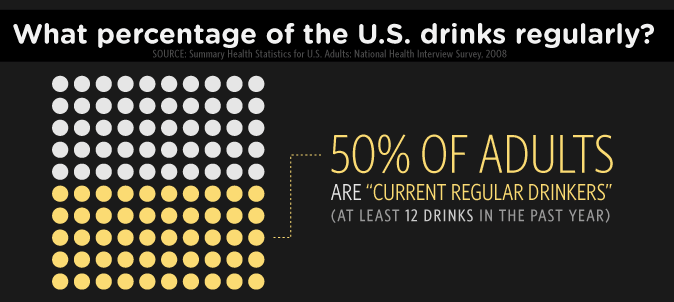 What percentage of the U.S. drinks regularly?
SOURCE: Summary Health Statistics for U.S. Adults: National Health Interview Survey, 2008
50% OF ADULTS
ARE “CURRENT REGULAR DRINKERS”
(AT LEAST 12 DRINKS IN THE PAST YEAR)